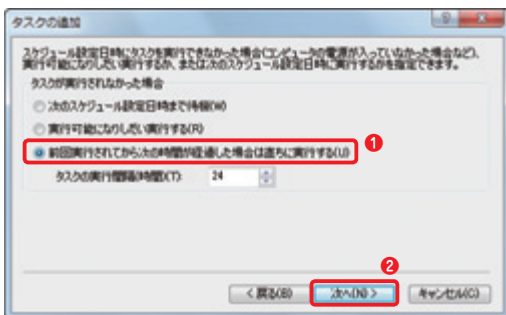 タスクの追加
スケジュール設定日時にタスクを実行できなかった場合(コンピュータの電源が入っていなかった場合など)、
実行可能になりしだい実行するか、または次のスケジュール設定日時に実行するかを指定できます。
タスクが実行されなかった場合
次のスケジュール設定日時まで待機(W)
実行可能になりしだい実行する(R)
前回実行されてから次の時間が経過した場合は直ちに実行する(U)
1
タスクの実行間隔(時間)(T):
24
2
< 戻る(B)
次へ(N) >
キャンセル(C)